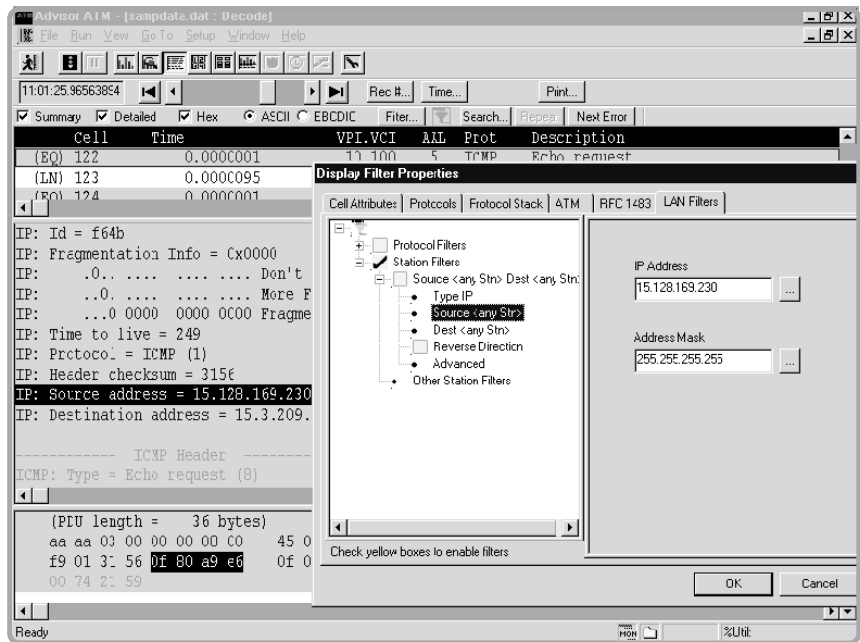 Advisor ATM - [sampdata.dat : Decode]
File Run View Go To Setup Window Help
11:01:25.96563894 Rec #... Time... Print...
Summary Detailed Hex ASCII EBCDIC Filter... Search... Repeat Next Error
Cell Time VPI.VCI AAL Prot Description
(EQ) 122 0.0000001 10.100 5 ICMP Echo request
(LN) 123 0.0000095
(EQ) 124 0.0000001
IP: Id = f64b
IP: Fragmentation Info = 0x0000
IP: .0.. .... .... .... Don't
IP: ..0. .... .... .... More F
IP: ...0 0000 0000 0000 Fragme
IP: Time to live = 249
IP: Protocol = ICMP (1)
IP: Header checksum = 3156
IP: Source address = 15.128.169.230
IP: Destination address = 15.3.209.
------------ ICMP Header -------
ICMP: Type = Echo request (8)
(PDU length = 36 bytes)
aa aa 03 00 00 00 00 C0 45 0
f9 01 31 56 0f 80 a9 e6 0f 0
00 74 21 59
Display Filter Properties
Cell Attributes Protocols Protocol Stack ATM RFC 1483 LAN Filters
Protocol Filters
Station Filters
Source <any Stn> Dest <any Stn:
Type IP
Source <any Stn>
Dest <any Stn>
Reverse Direction
Advanced
Other Station Filters
IP Address
15.128.169.230
...
Address Mask
255.255.255.255
...
Check yellow boxes to enable filters
OK Cancel
Ready MON %Util: